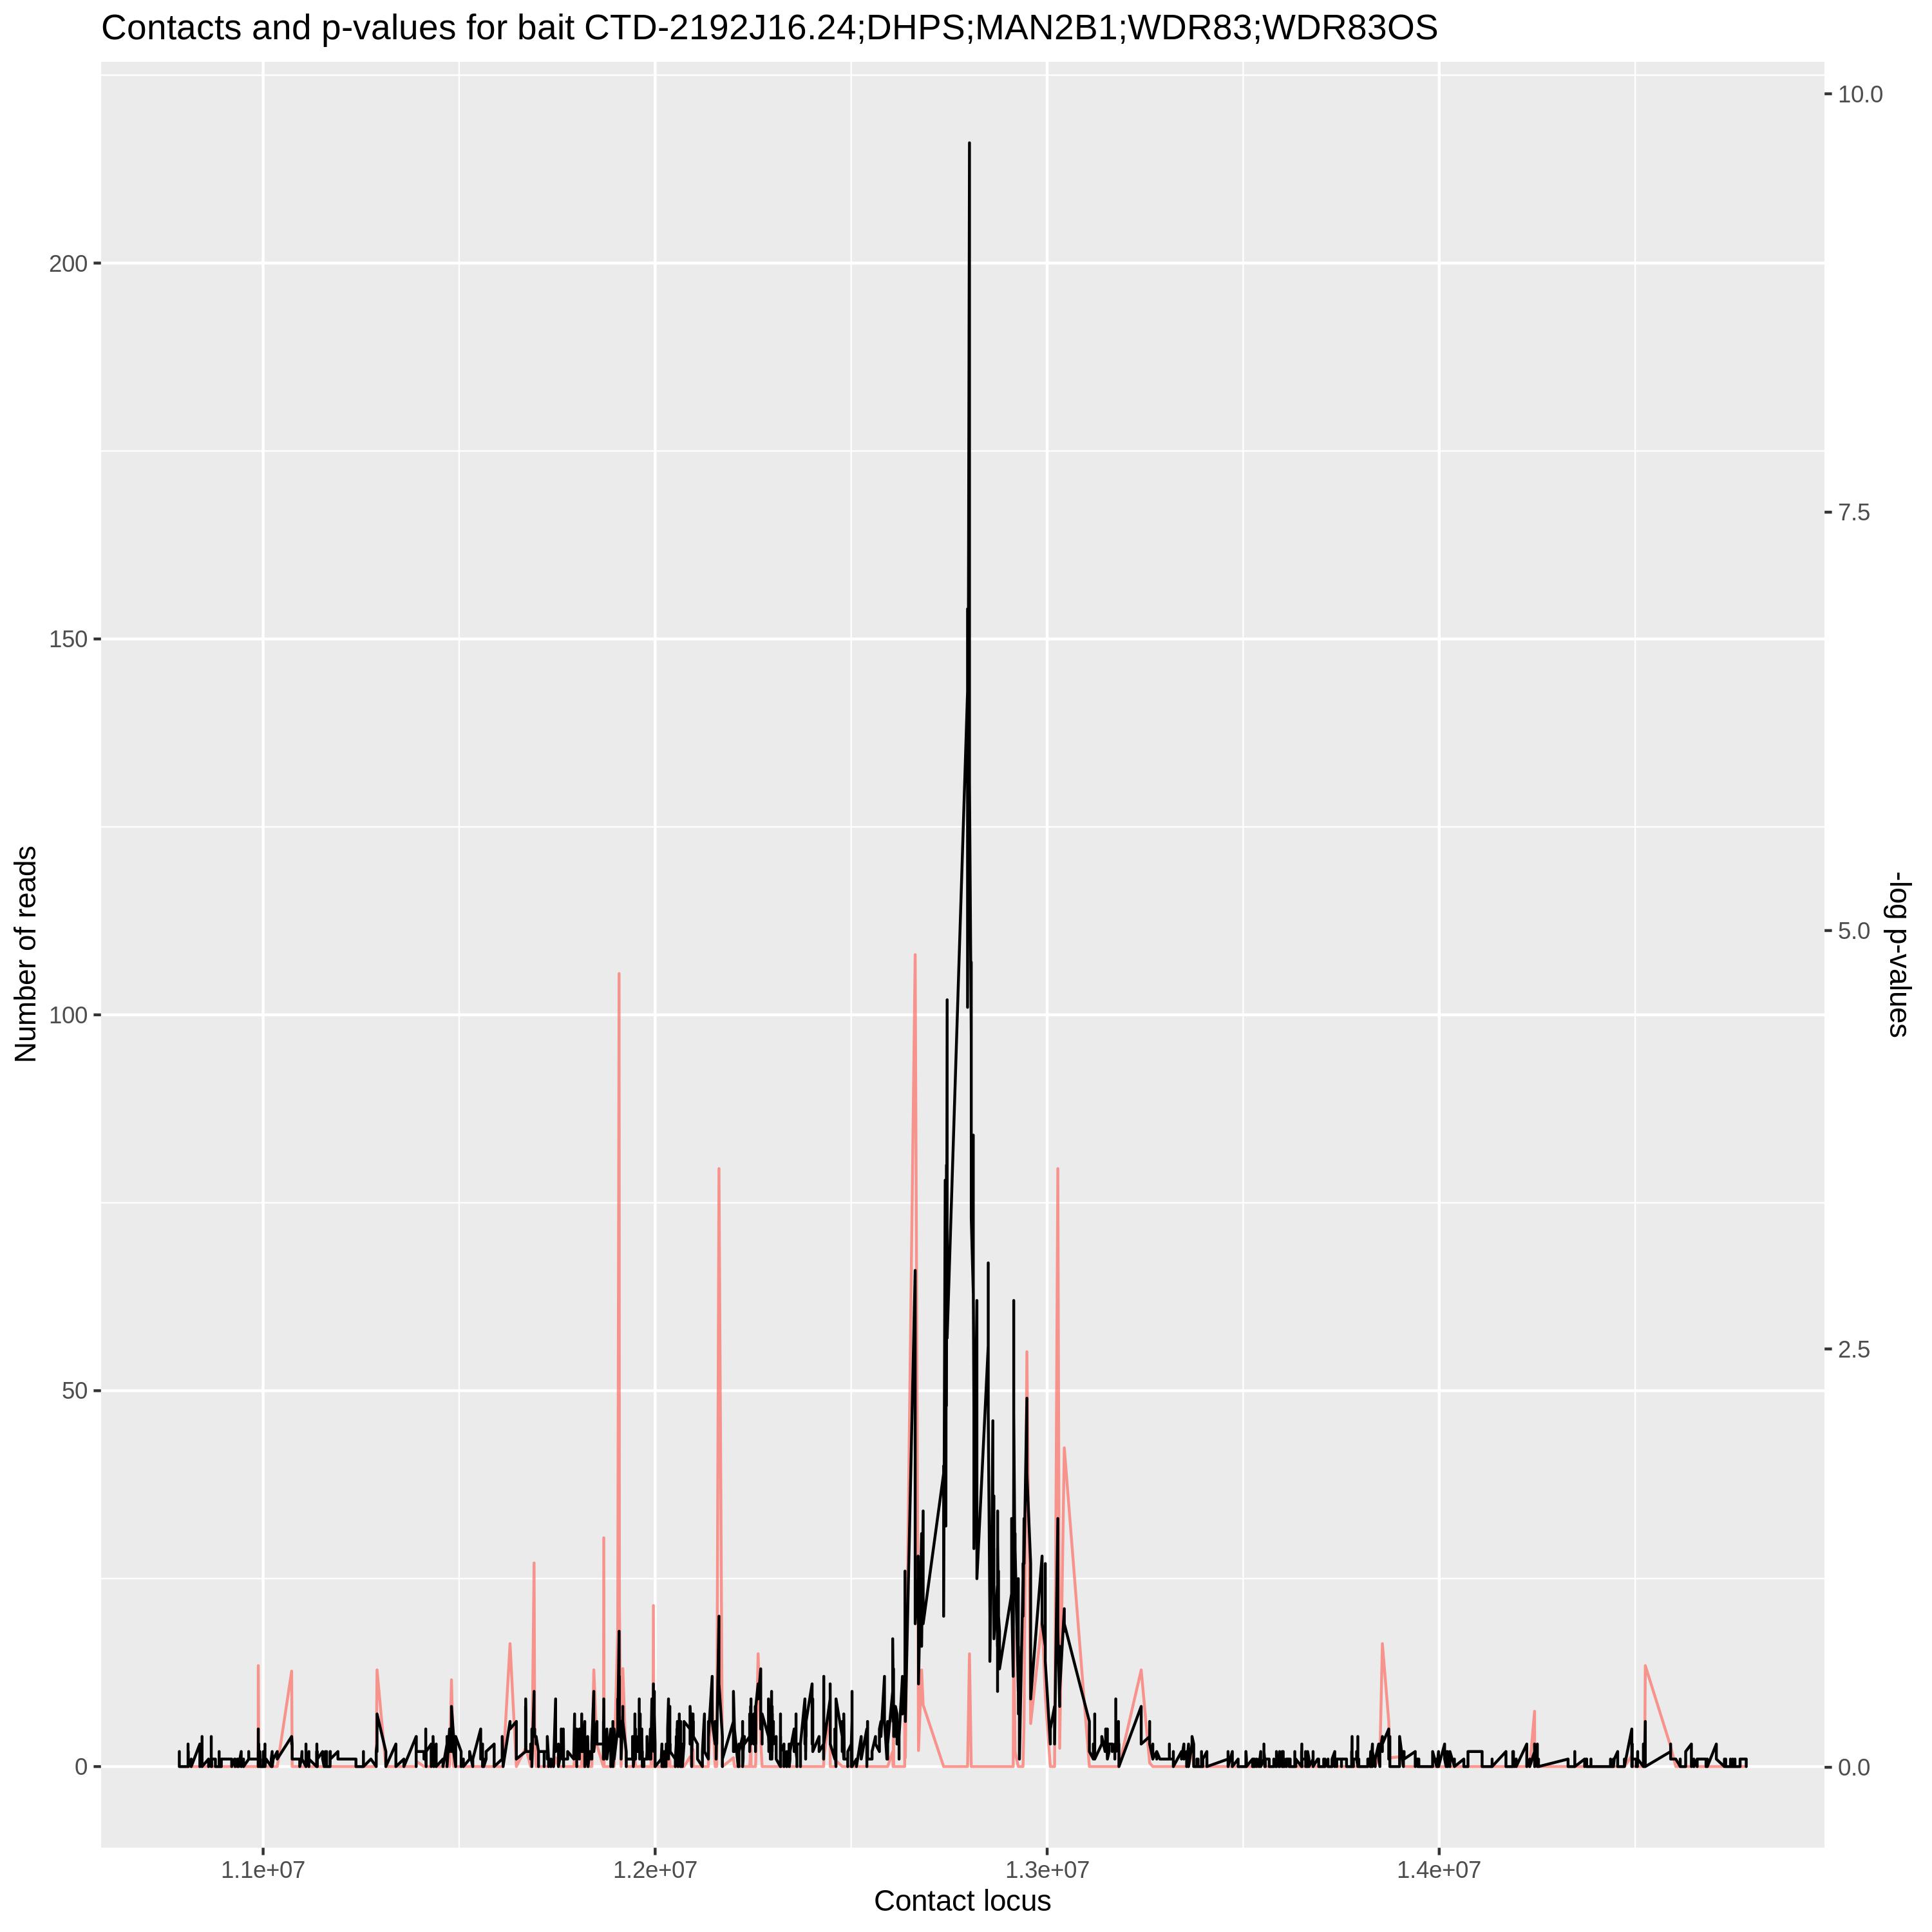 Contacts and p-values for bait CTD-2192J16.24;DHPS;MAN2B1;WDR83;WDR83OS
Number of reads
200
150
100
50
0
10.0
7.5
5.0
2.5
0.0
-log p-values
1.1e+07
1.2e+07
1.3e+07
1.4e+07
Contact locus